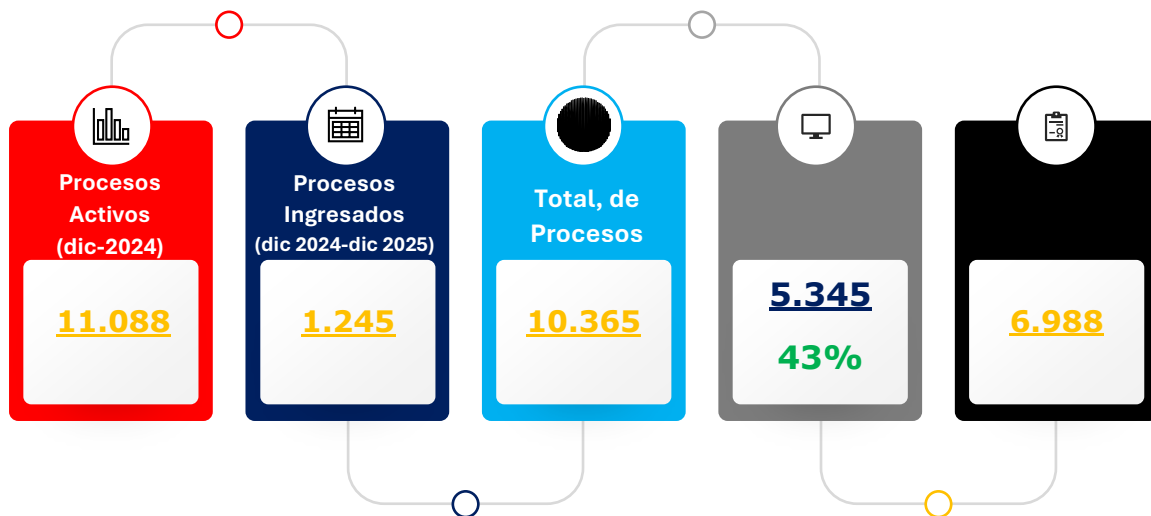 Procesos
Activos
(dic-2024)
11.088
Procesos
Ingresados
(dic 2024-dic 2025)
1.245
Total, de
Procesos
10.365
5.345
43%
6.988